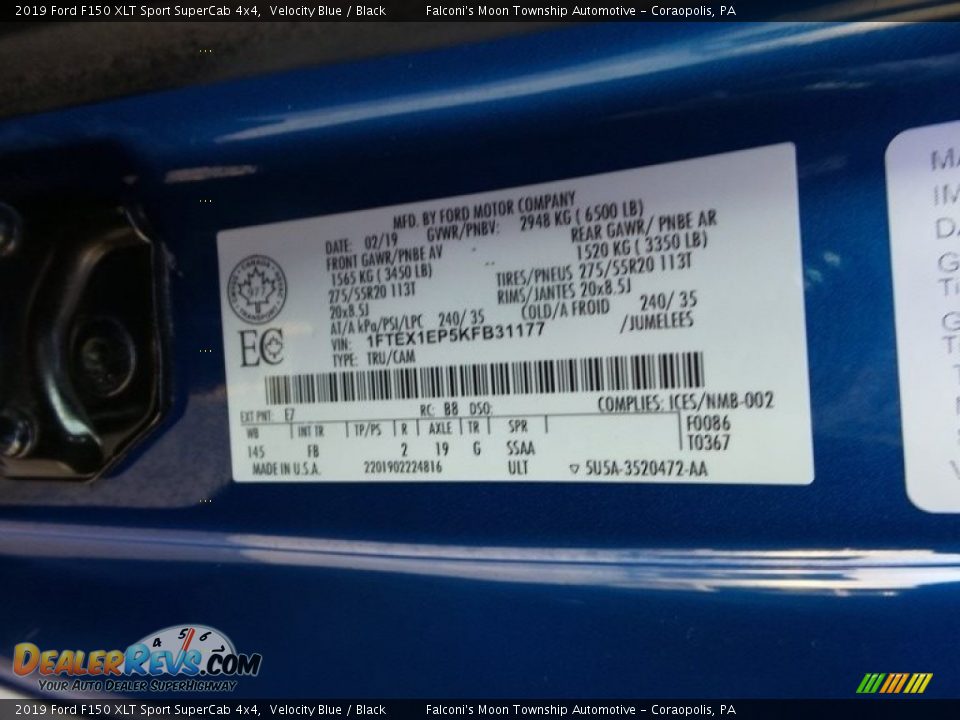 2019 Ford F150 XLT Sport SuperCab 4x4, Velocity Blue / Black Falconi's Moon Township Automotive - Coraopolis, PA
MFD. BY FORD MOTOR COMPANY
DATE: 02/19 GVWR/PNBV: 2948 KG ( 6500 LB)
FRONT GAWR/PNBE AV REAR GAWR/ PNBE AR
1565 KG ( 3450 LB) 1520 KG ( 3350 LB)
275/55R20 113T TIRES/PNEUS 275/55R20 113T
20x8.5J RIMS/JANTES 20x8.5J
AT/A kPa/PSI/LPC 240/ 35 COLD/A FROID 240/ 35
VIN: 1FTEX1EP5KFB31177 /JUMELEES
TYPE: TRU/CAM
CANADA
TRANSPORT
EC
EXT PNT: E7 RC: B8 DSO: COMPLIES: ICES/NMB-002
WB INT TR TP/PS R AXLE TR SPR F0086
145 FB 2 19 G SSAA T0367
MADE IN U.S.A. 2201902224816 ULT 5U5A-3520472-AA
DEALERREVS.COM
4 5 6
YOUR AUTO DEALER SUPERHIGHWAY
2019 Ford F150 XLT Sport SuperCab 4x4, Velocity Blue / Black Falconi's Moon Township Automotive - Coraopolis, PA